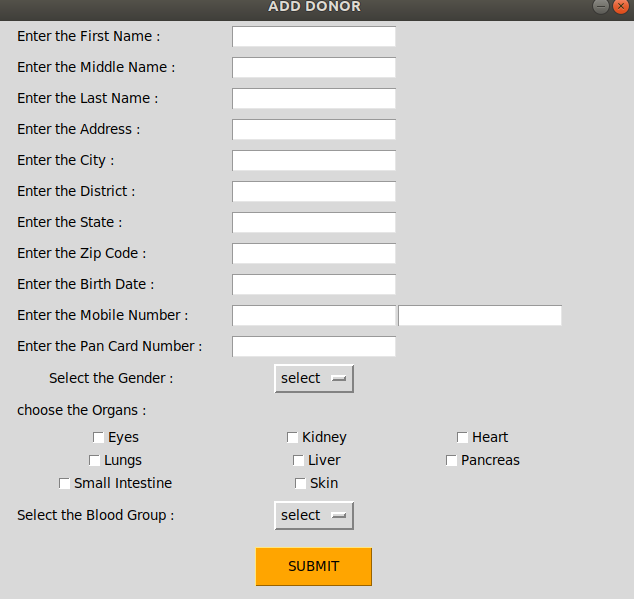 ADD DONOR
Enter the First Name :
Enter the Middle Name :
Enter the Last Name :
Enter the Address :
Enter the City :
Enter the District :
Enter the State :
Enter the Zip Code :
Enter the Birth Date :
Enter the Mobile Number :
Enter the Pan Card Number :
Select the Gender : select
choose the Organs :
Eyes Kidney Heart
Lungs Liver Pancreas
Small Intestine Skin
Select the Blood Group : select
SUBMIT